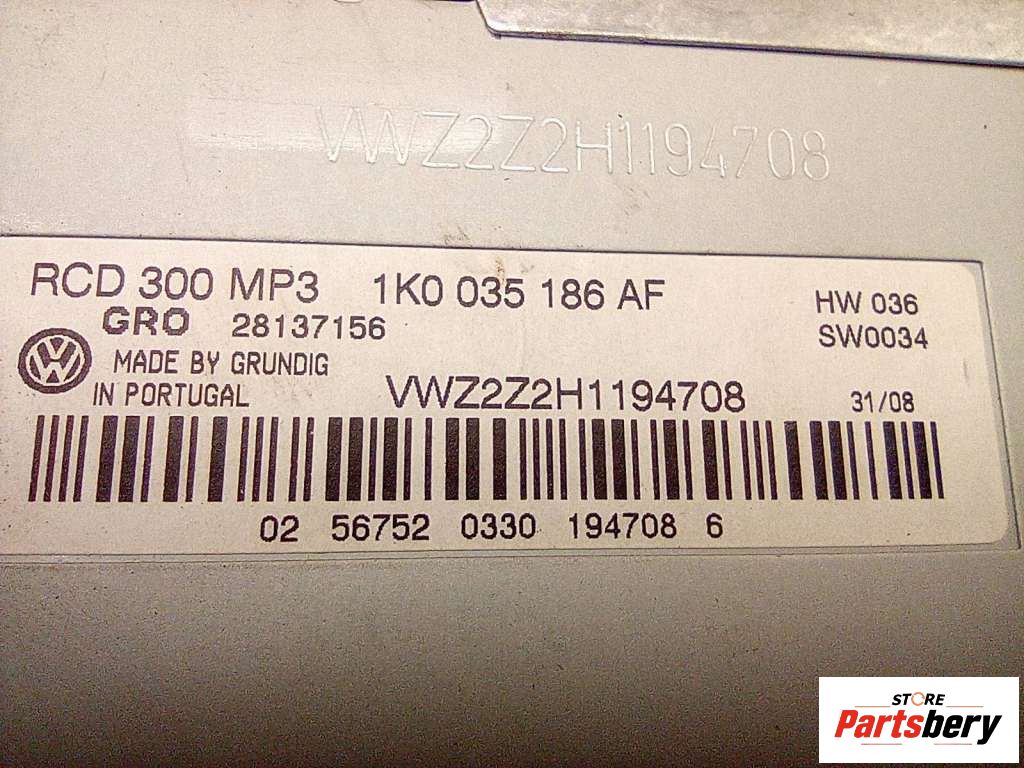 VWZ2Z2H1194708
RCD 300 MP3 1K0 035 186 AF
HW 036
GRO 28137156
SW0034
MADE BY GRUNDIG
IN PORTUGAL
VWZ2Z2H1194708
31/08
02 56752 0330 194708 6
STORE
Partsbery